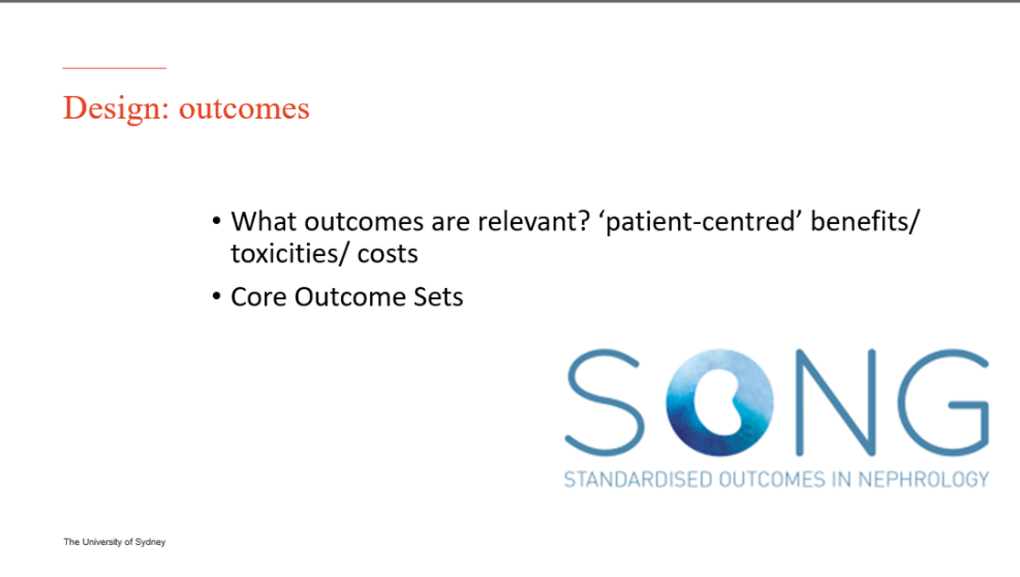 Design: outcomes
• What outcomes are relevant? ‘patient-centred’ benefits/
toxicities/ costs
• Core Outcome Sets
SONG
STANDARDISED OUTCOMES IN NEPHROLOGY
The University of Sydney